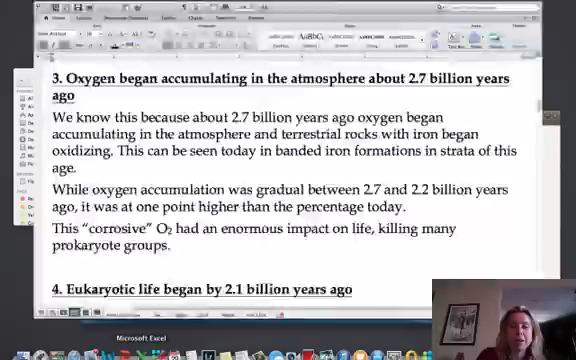 3. Oxygen began accumulating in the atmosphere about 2.7 billion years
ago
We know this because about 2.7 billion years ago oxygen began
accumulating in the atmosphere and terrestrial rocks with iron began
oxidizing. This can be seen today in banded iron formations in strata of this
age.
While oxygen accumulation was gradual between 2.7 and 2.2 billion years
ago, it was at one point higher than the percentage today.
This “corrosive” O₂ had an enormous impact on life, killing many
prokaryote groups.
4. Eukaryotic life began by 2.1 billion years ago
Microsoft Excel